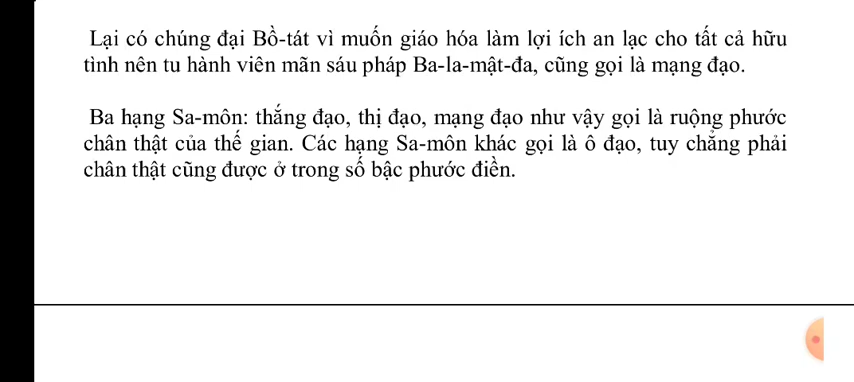 Lại có chúng đại Bồ-tát vì muốn giáo hóa làm lợi ích an lạc cho tất cả hữu
tình nên tu hành viên mãn sáu pháp Ba-la-mật-đa, cũng gọi là mạng đạo.
Ba hạng Sa-môn: thắng đạo, thị đạo, mạng đạo như vậy gọi là ruộng phước
chân thật của thế gian. Các hạng Sa-môn khác gọi là ô đạo, tuy chẳng phải
chân thật cũng được ở trong số bậc phước điền.